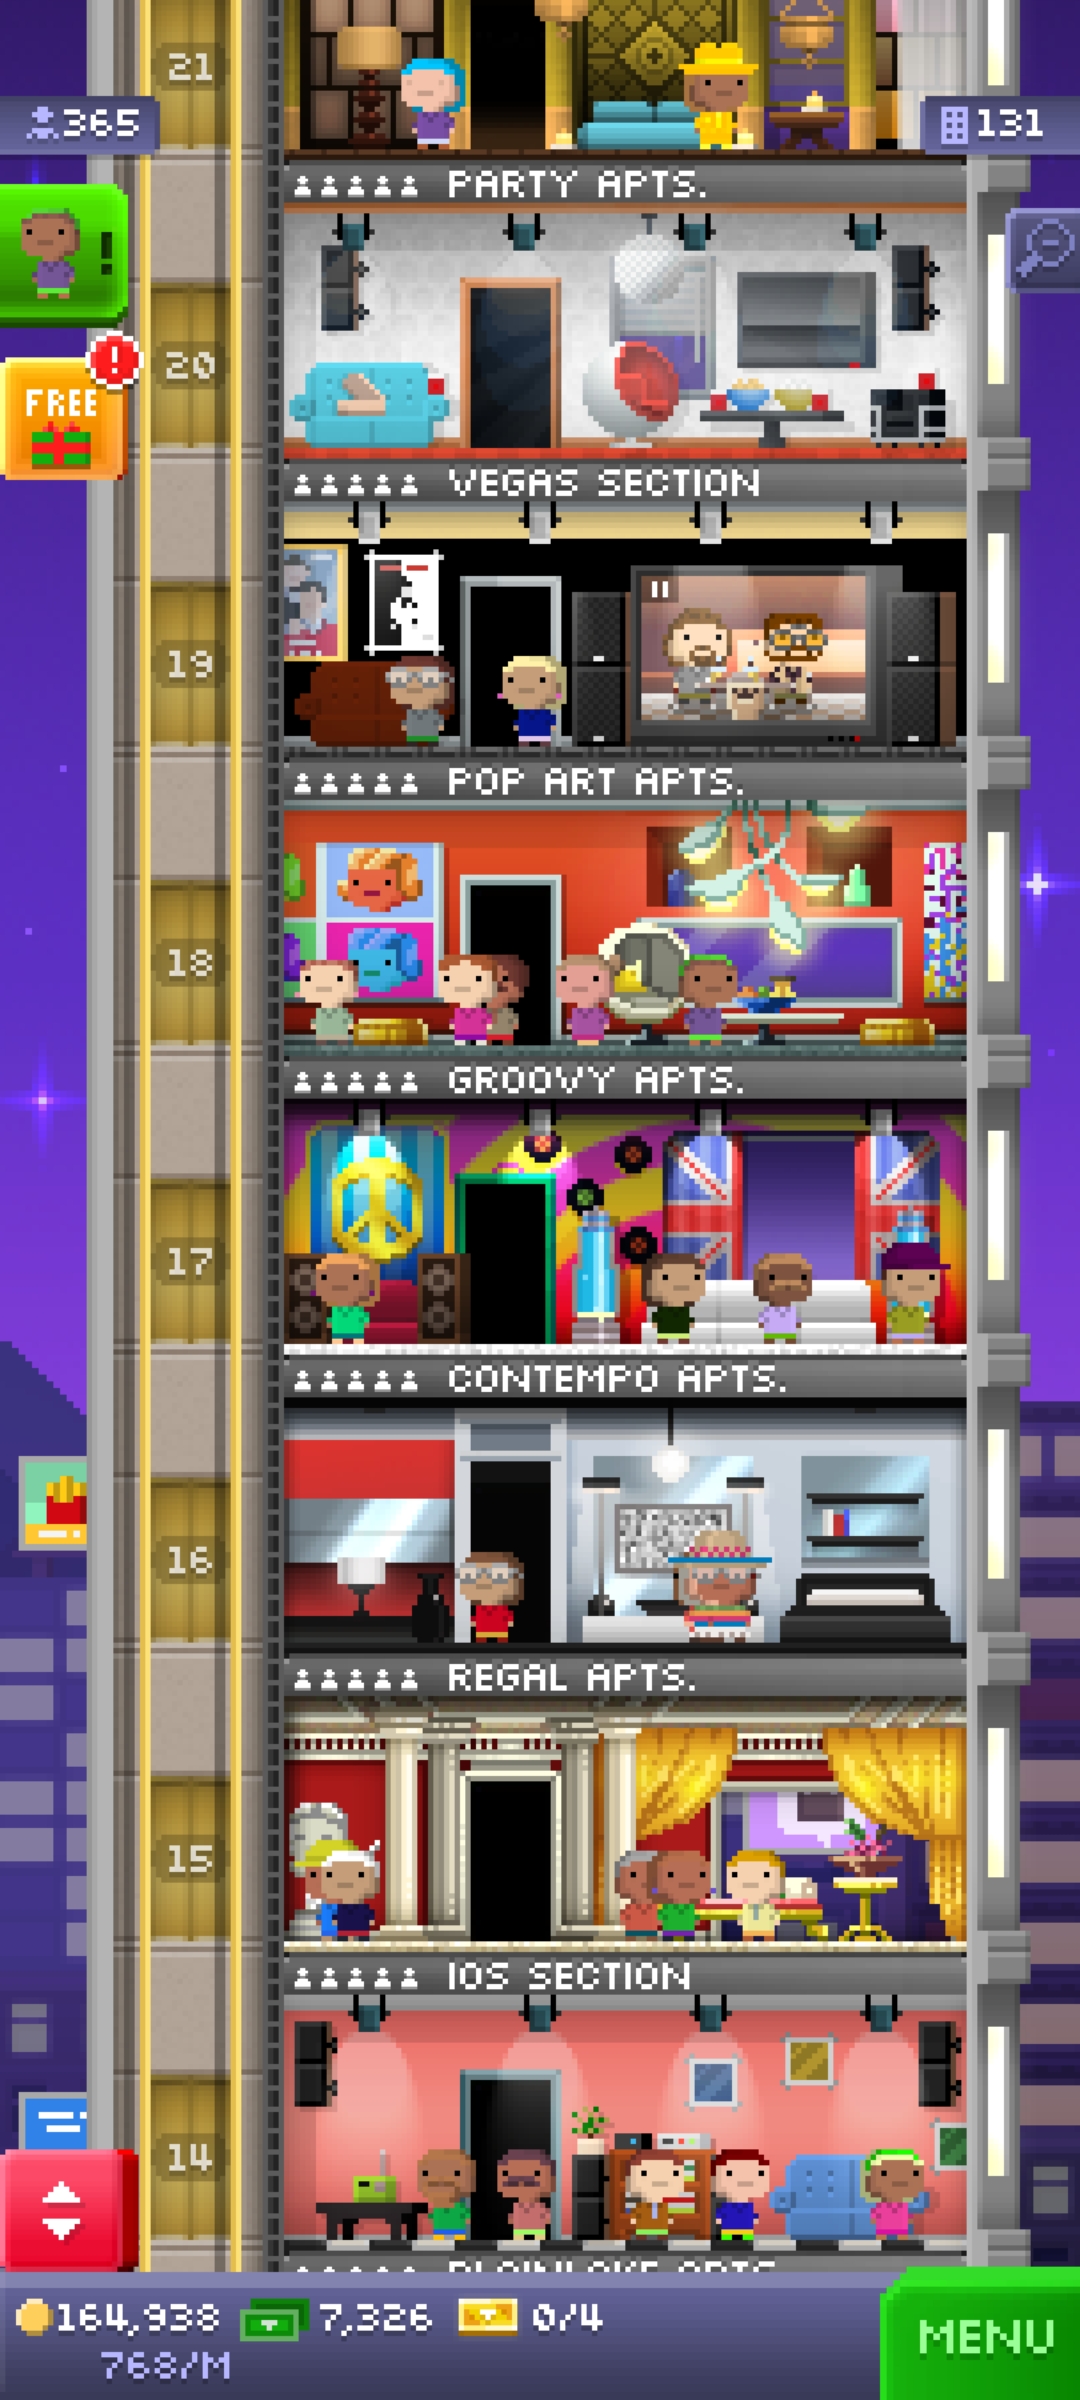 21
365
131
PARTY APTS.
!
!
20
FREE
VEGAS SECTION
19
POP ART APTS.
18
GROOVY APTS.
17
CONTEMPO APTS.
16
REGAL APTS.
15
IOS SECTION
14
164,938 7,326 0/4
768/M
MENU